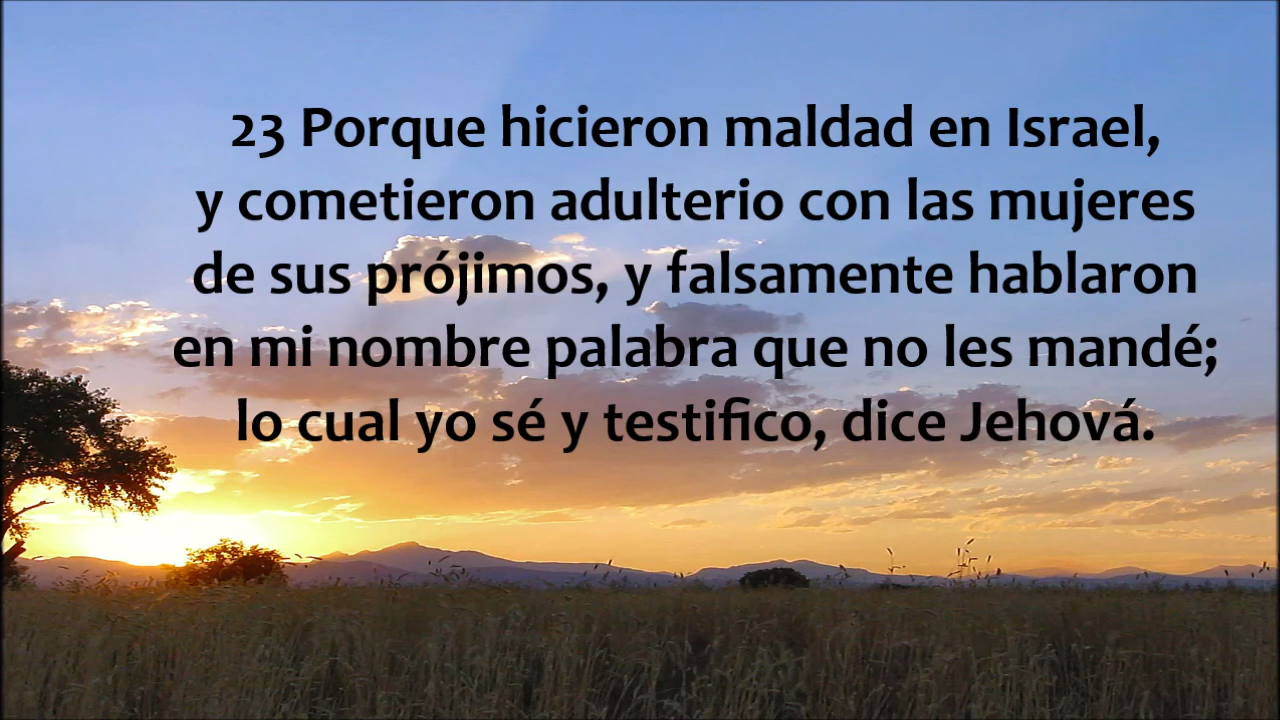 23 Porque hicieron maldad en Israel,
y cometieron adulterio con las mujeres
de sus prójimos, y falsamente hablaron
en mi nombre palabra que no les mandé;
lo cual yo sé y testifico, dice Jehová.